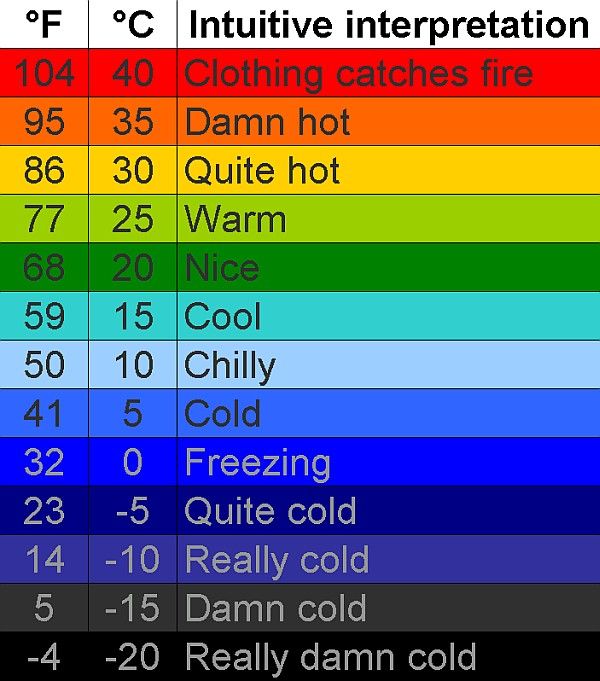 °F °C Intuitive interpretation
104 40 Clothing catches fire
95 35 Damn hot
86 30 Quite hot
77 25 Warm
68 20 Nice
59 15 Cool
50 10 Chilly
41 5 Cold
32 0 Freezing
23 -5 Quite cold
14 -10 Really cold
5 -15 Damn cold
-4 -20 Really damn cold